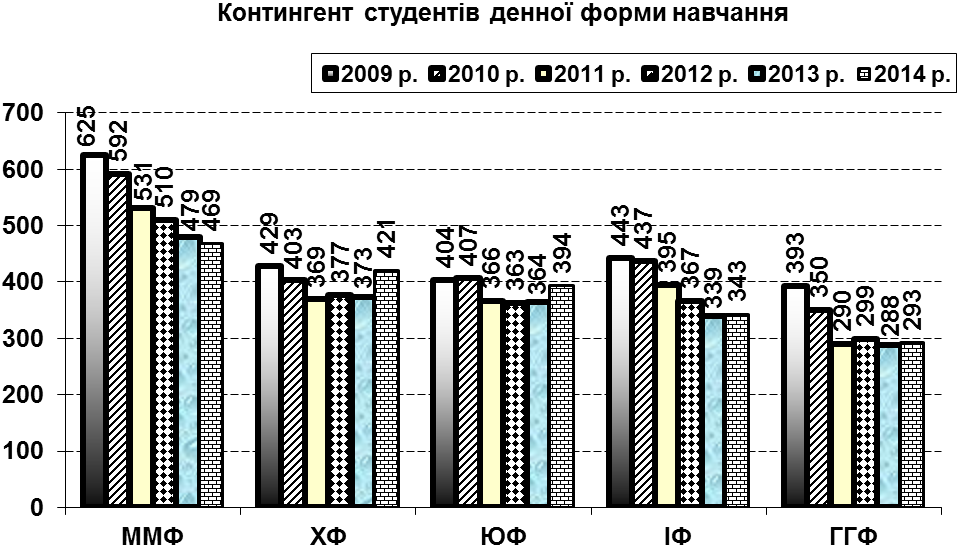 Контингент студентів денної форми навчання
2009 р. 2010 р. 2011 р. 2012 р. 2013 р. 2014 р.
700
600
500
400
300
200
100
0
625 592 531 510 479 469
429 403 369 377 373 421
404 407 366 363 364 394
443 437 395 367 339 343
393 350 290 299 288 293
ММФ ХФ ЮФ ІФ ГГФ